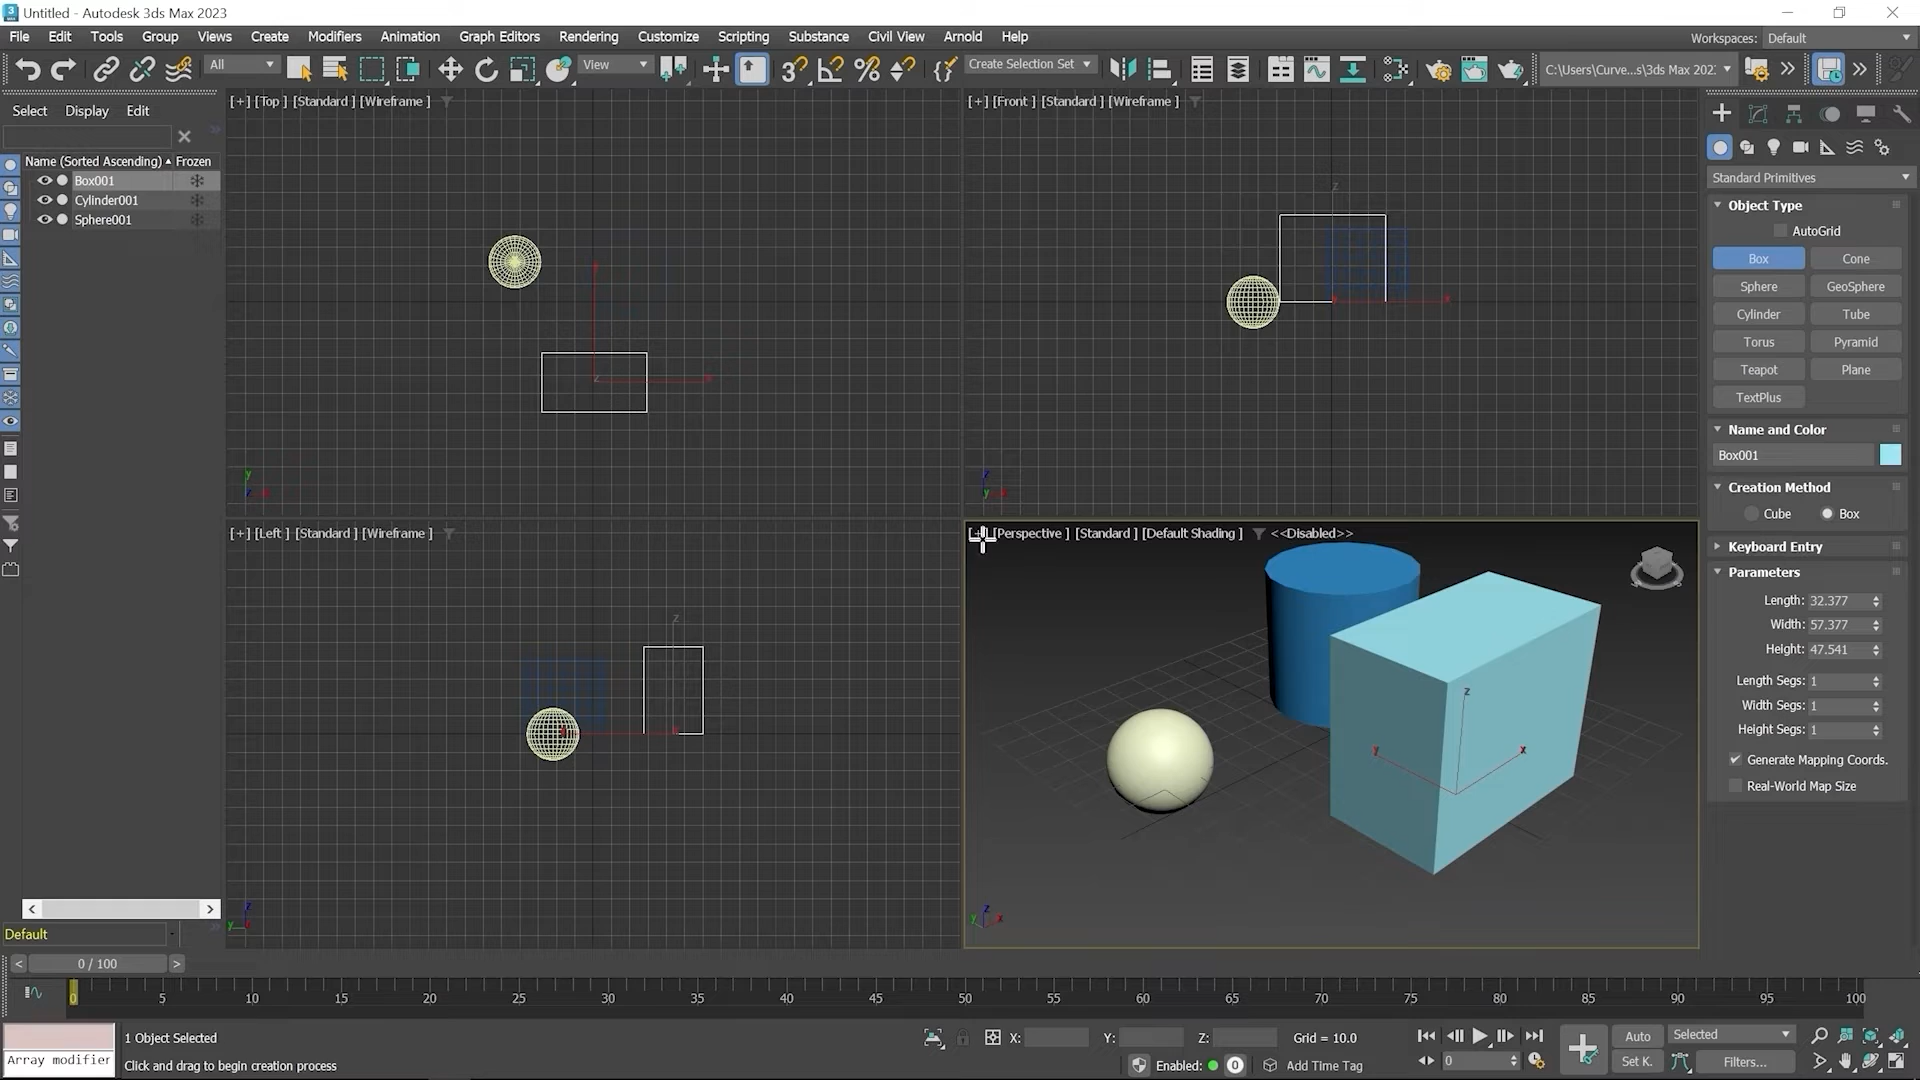 Untitled - Autodesk 3ds Max 2023
File Edit Tools Group Views Create Modifiers Animation Graph Editors Rendering Customize Scripting Substance Civil View Arnold Help
Workspaces: Default
All View Create Selection Set
Select Display Edit
Name (Sorted Ascending) Frozen
Box001
Cylinder001
Sphere001
[+] [Top ] [Standard ] [Wireframe ]
[+] [Front ] [Standard ] [Wireframe ]
[+] [Left ] [Standard ] [Wireframe ]
[Perspective ] [Standard ] [Default Shading ] <<Disabled>>
Standard Primitives
Object Type
AutoGrid
Box Cone
Sphere GeoSphere
Cylinder Tube
Torus Pyramid
Teapot Plane
TextPlus
Name and Color
Box001
Creation Method
Cube Box
Keyboard Entry
Parameters
Length: 32.377
Width: 57.377
Height: 47.541
Length Segs: 1
Width Segs: 1
Height Segs: 1
Generate Mapping Coords.
Real-World Map Size
Default
0 / 100
0 5 10 15 20 25 30 35 40 45 50 55 60 65 70 75 80 85 90 95 100
1 Object Selected
X: Y: Z: Grid = 10.0
Auto Selected
Array modifier
Click and drag to begin creation process
Enabled: 0 Add Time Tag
0
Set K. Filters...